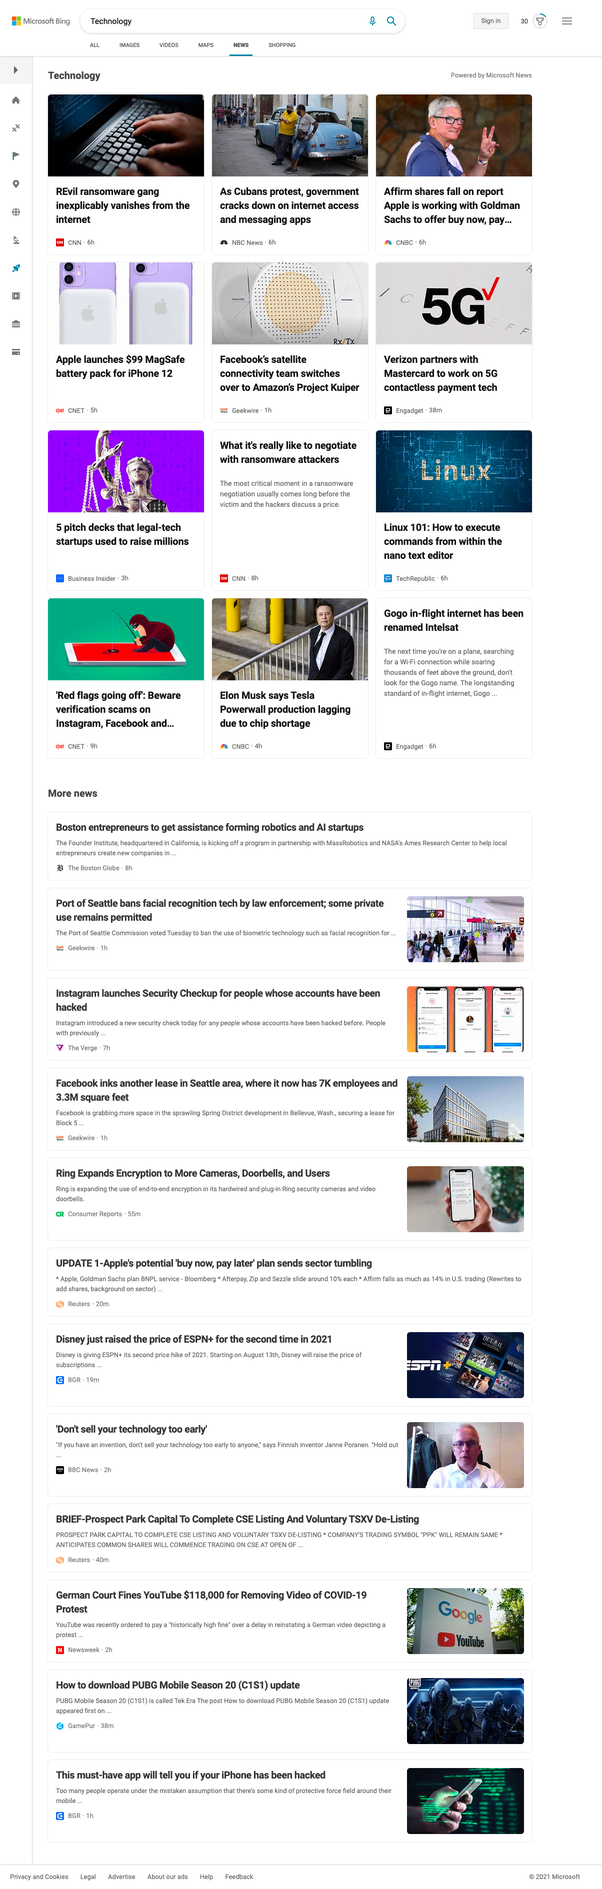 Microsoft Bing
Technology
Sign in
30
ALL
IMAGES
VIDEOS
MAPS
NEWS
SHOPPING
Technology
Powered by Microsoft News
REvil ransomware gang
inexplicably vanishes from the
internet
CNN · 6h
As Cubans protest, government
cracks down on internet access
and messaging apps
NBC News · 6h
Affirm shares fall on report
Apple is working with Goldman
Sachs to offer buy now, pay...
CNBC · 6h
Apple launches $99 MagSafe
battery pack for iPhone 12
CNET · 5h
Rx/Tx
Facebook's satellite
connectivity team switches
over to Amazon's Project Kuiper
Geekwire · 1h
5G
Verizon partners with
Mastercard to work on 5G
contactless payment tech
Engadget · 38m
5 pitch decks that legal-tech
startups used to raise millions
Business Insider · 3h
What it's really like to negotiate
with ransomware attackers
The most critical moment in a ransomware
negotiation usually comes long before the
victim and the hackers discuss a price.
CNN · 8h
Linux
Linux 101: How to execute
commands from within the
nano text editor
TechRepublic · 6h
'Red flags going off': Beware
verification scams on
Instagram, Facebook and...
CNET · 9h
Elon Musk says Tesla
Powerwall production lagging
due to chip shortage
CNBC · 4h
Gogo in-flight internet has been
renamed Intelsat
The next time you're on a plane, searching
for a Wi-Fi connection while soaring
thousands of feet above the ground, don't
look for the Gogo name. The longstanding
standard of in-flight internet, Gogo ...
Engadget · 6h
More news
Boston entrepreneurs to get assistance forming robotics and AI startups
The Founder Institute, headquartered in California, is kicking off a program in partnership with MassRobotics and NASA's Ames Research Center to help local
entrepreneurs create new companies in ...
The Boston Globe · 8h
Port of Seattle bans facial recognition tech by law enforcement; some private
use remains permitted
The Port of Seattle Commission voted Tuesday to ban the use of biometric technology such as facial recognition for ...
Geekwire · 1h
Instagram launches Security Checkup for people whose accounts have been
hacked
Instagram introduced a new security check today for any people whose accounts have been hacked before. People
with previously ...
The Verge · 7h
Facebook inks another lease in Seattle area, where it now has 7K employees and
3.3M square feet
Facebook is grabbing more space in the sprawling Spring District development in Bellevue, Wash., securing a lease for
Block 5 ...
Geekwire · 1h
Ring Expands Encryption to More Cameras, Doorbells, and Users
Ring is expanding the use of end-to-end encryption in its hardwired and plug-in Ring security cameras and video
doorbells.
Consumer Reports · 55m
UPDATE 1-Apple's potential 'buy now, pay later' plan sends sector tumbling
* Apple, Goldman Sachs plan BNPL service - Bloomberg * Afterpay, Zip and Sezzle slide around 10% each * Affirm falls as much as 14% in U.S. trading (Rewrites to
add shares, background on sector) ...
Reuters · 20m
Disney just raised the price of ESPN+ for the second time in 2021
Disney is giving ESPN+ its second price hike of 2021. Starting on August 13th, Disney will raise the price of
subscriptions ...
BGR · 19m
ESPN+
'Don't sell your technology too early'
"If you have an invention, don't sell your technology too early to anyone," says Finnish inventor Janne Poranen. "Hold out
...
BBC News · 2h
BRIEF-Prospect Park Capital To Complete CSE Listing And Voluntary TSXV De-Listing
PROSPECT PARK CAPITAL TO COMPLETE CSE LISTING AND VOLUNTARY TSXV DE-LISTING * COMPANY'S TRADING SYMBOL "PPK" WILL REMAIN SAME *
ANTICIPATES COMMON SHARES WILL COMMENCE TRADING ON CSE AT OPEN OF ...
Reuters · 40m
German Court Fines YouTube $118,000 for Removing Video of COVID-19
Protest
YouTube was recently ordered to pay a "historically high fine" over a delay in reinstating a German video depicting a
protest ...
Newsweek · 2h
Google
YouTube
How to download PUBG Mobile Season 20 (C1S1) update
PUBG Mobile Season 20 (C1S1) is called Tek Era The post How to download PUBG Mobile Season 20 (C1S1) update
appeared first on ...
GamePur · 38m
PUBG
This must-have app will tell you if your iPhone has been hacked
Too many people operate under the mistaken assumption that there's some kind of protective force field around their
mobile ...
BGR · 1h
Privacy and Cookies
Legal
Advertise
About our ads
Help
Feedback
© 2021 Microsoft